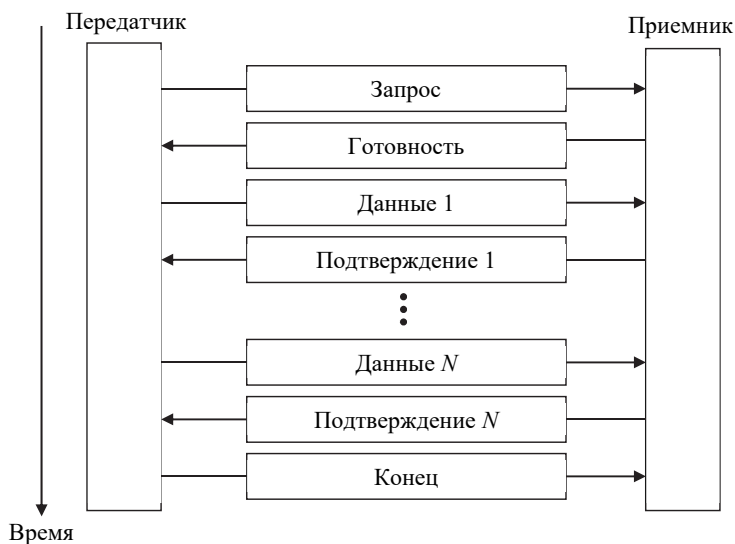 Передатчик
Приемник
Запрос
Готовность
Данные 1
Подтверждение 1
Данные N
Подтверждение N
Конец
Время